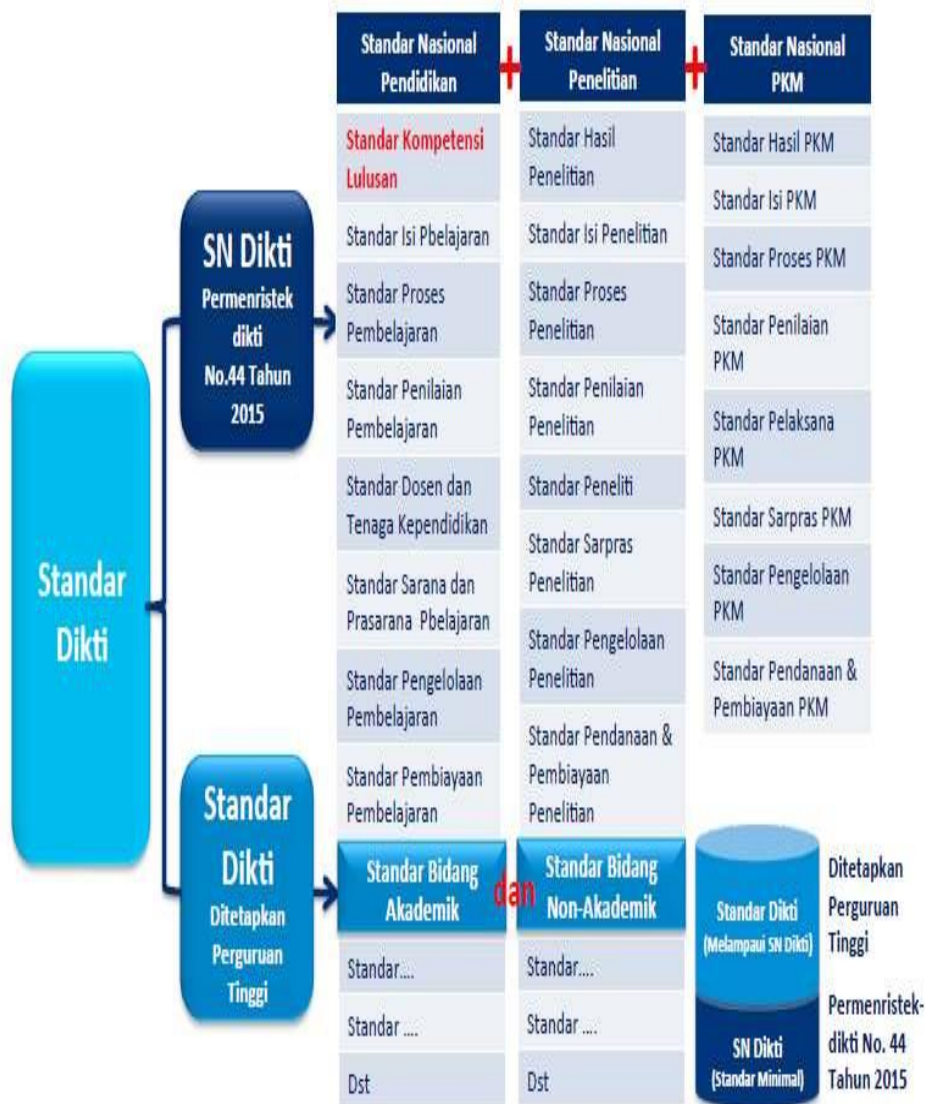 Standar
Dikti
SN Dikti
Permenristek
dikti
No.44 Tahun
2015
Standar
Dikti
Ditetapkan
Perguruan
Tinggi
Standar Nasional
Pendidikan
+
Standar Nasional
Penelitian
+
Standar Nasional
PKM
Standar Kompetensi
Lulusan
Standar Isi Pbelajaran
Standar Proses
Pembelajaran
Standar Penilaian
Pembelajaran
Standar Dosen dan
Tenaga Kependidikan
Standar Sarana dan
Prasarana Pbelajaran
Standar Pengelolaan
Pembelajaran
Standar Pembiayaan
Pembelajaran
Standar Hasil
Penelitian
Standar Isi Penelitian
Standar Proses
Penelitian
Standar Penilaian
Penelitian
Standar Peneliti
Standar Sarpras
Penelitian
Standar Pengelolaan
Penelitian
Standar Pendanaan &
Pembiayaan
Penelitian
Standar Hasil PKM
Standar Isi PKM
Standar Proses PKM
Standar Penilaian
PKM
Standar Pelaksana
PKM
Standar Sarpras PKM
Standar Pengelolaan
PKM
Standar Pendanaan &
Pembiayaan PKM
Standar Bidang
Akademik
dan
Standar Bidang
Non-Akademik
Standar....
Standar ....
Dst
Standar....
Standar ....
Dst
Standar Dikti
(Melampaui SN Dikti)
SN Dikti
(Standar Minimal)
Ditetapkan
Perguruan
Tinggi
Permenristek-
dikti No. 44
Tahun 2015